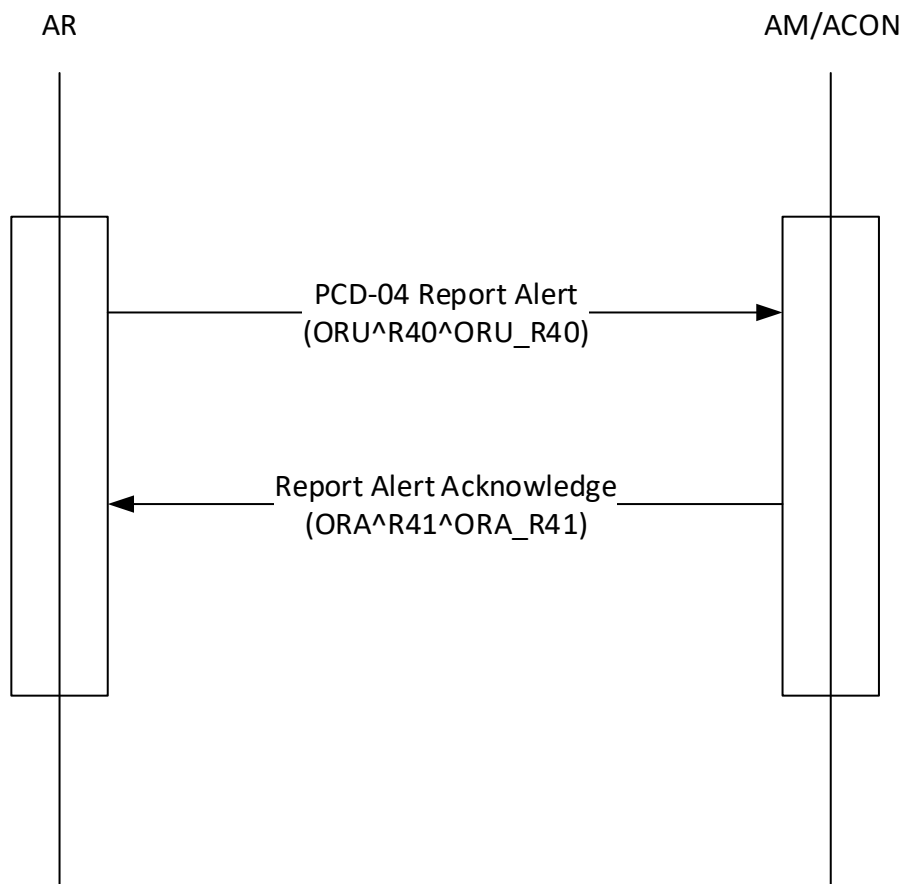 AR
AM/ACON
PCD-04 Report Alert
(ORU^R40^ORU_R40)
Report Alert Acknowledge
(ORA^R41^ORA_R41)